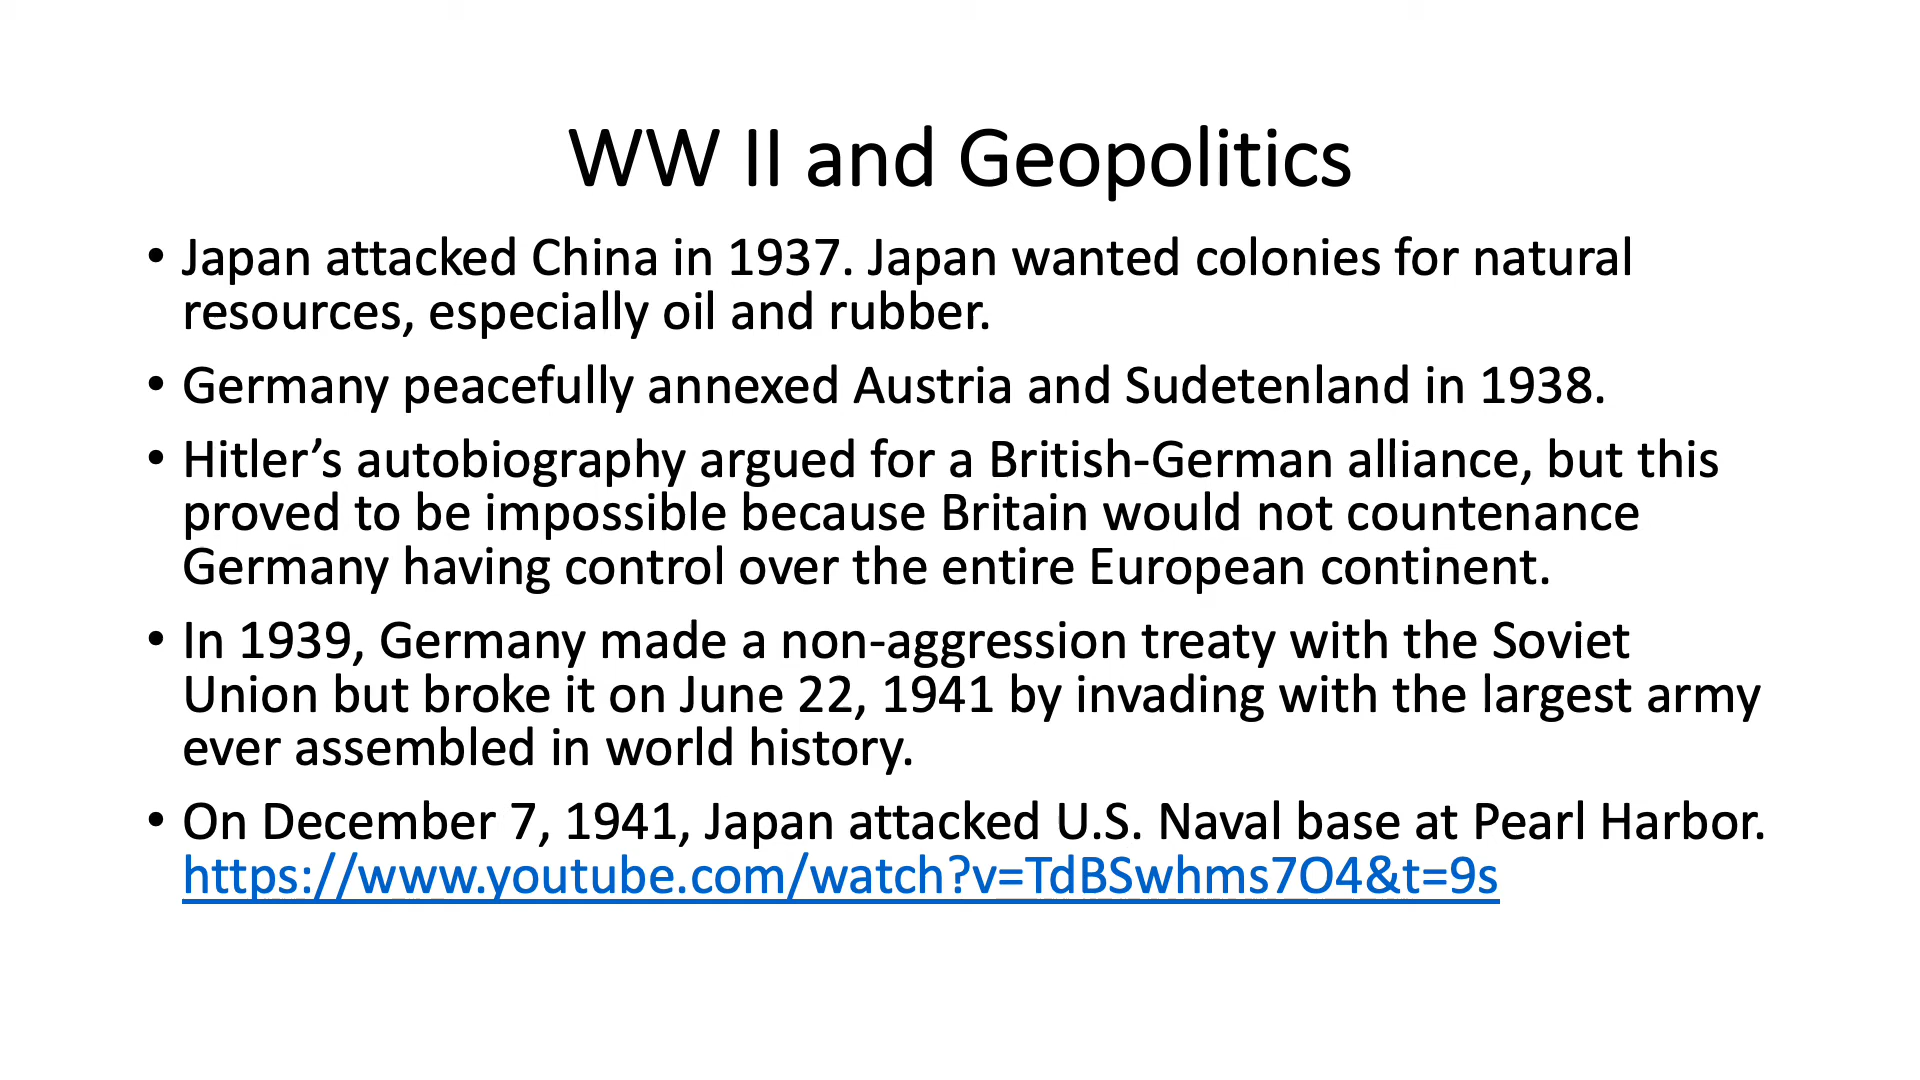 WW II and Geopolitics
• Japan attacked China in 1937. Japan wanted colonies for natural
resources, especially oil and rubber.
• Germany peacefully annexed Austria and Sudetenland in 1938.
• Hitler’s autobiography argued for a British-German alliance, but this
proved to be impossible because Britain would not countenance
Germany having control over the entire European continent.
• In 1939, Germany made a non-aggression treaty with the Soviet
Union but broke it on June 22, 1941 by invading with the largest army
ever assembled in world history.
• On December 7, 1941, Japan attacked U.S. Naval base at Pearl Harbor.
https://www.youtube.com/watch?v=TdBSwhms7O4&t=9s